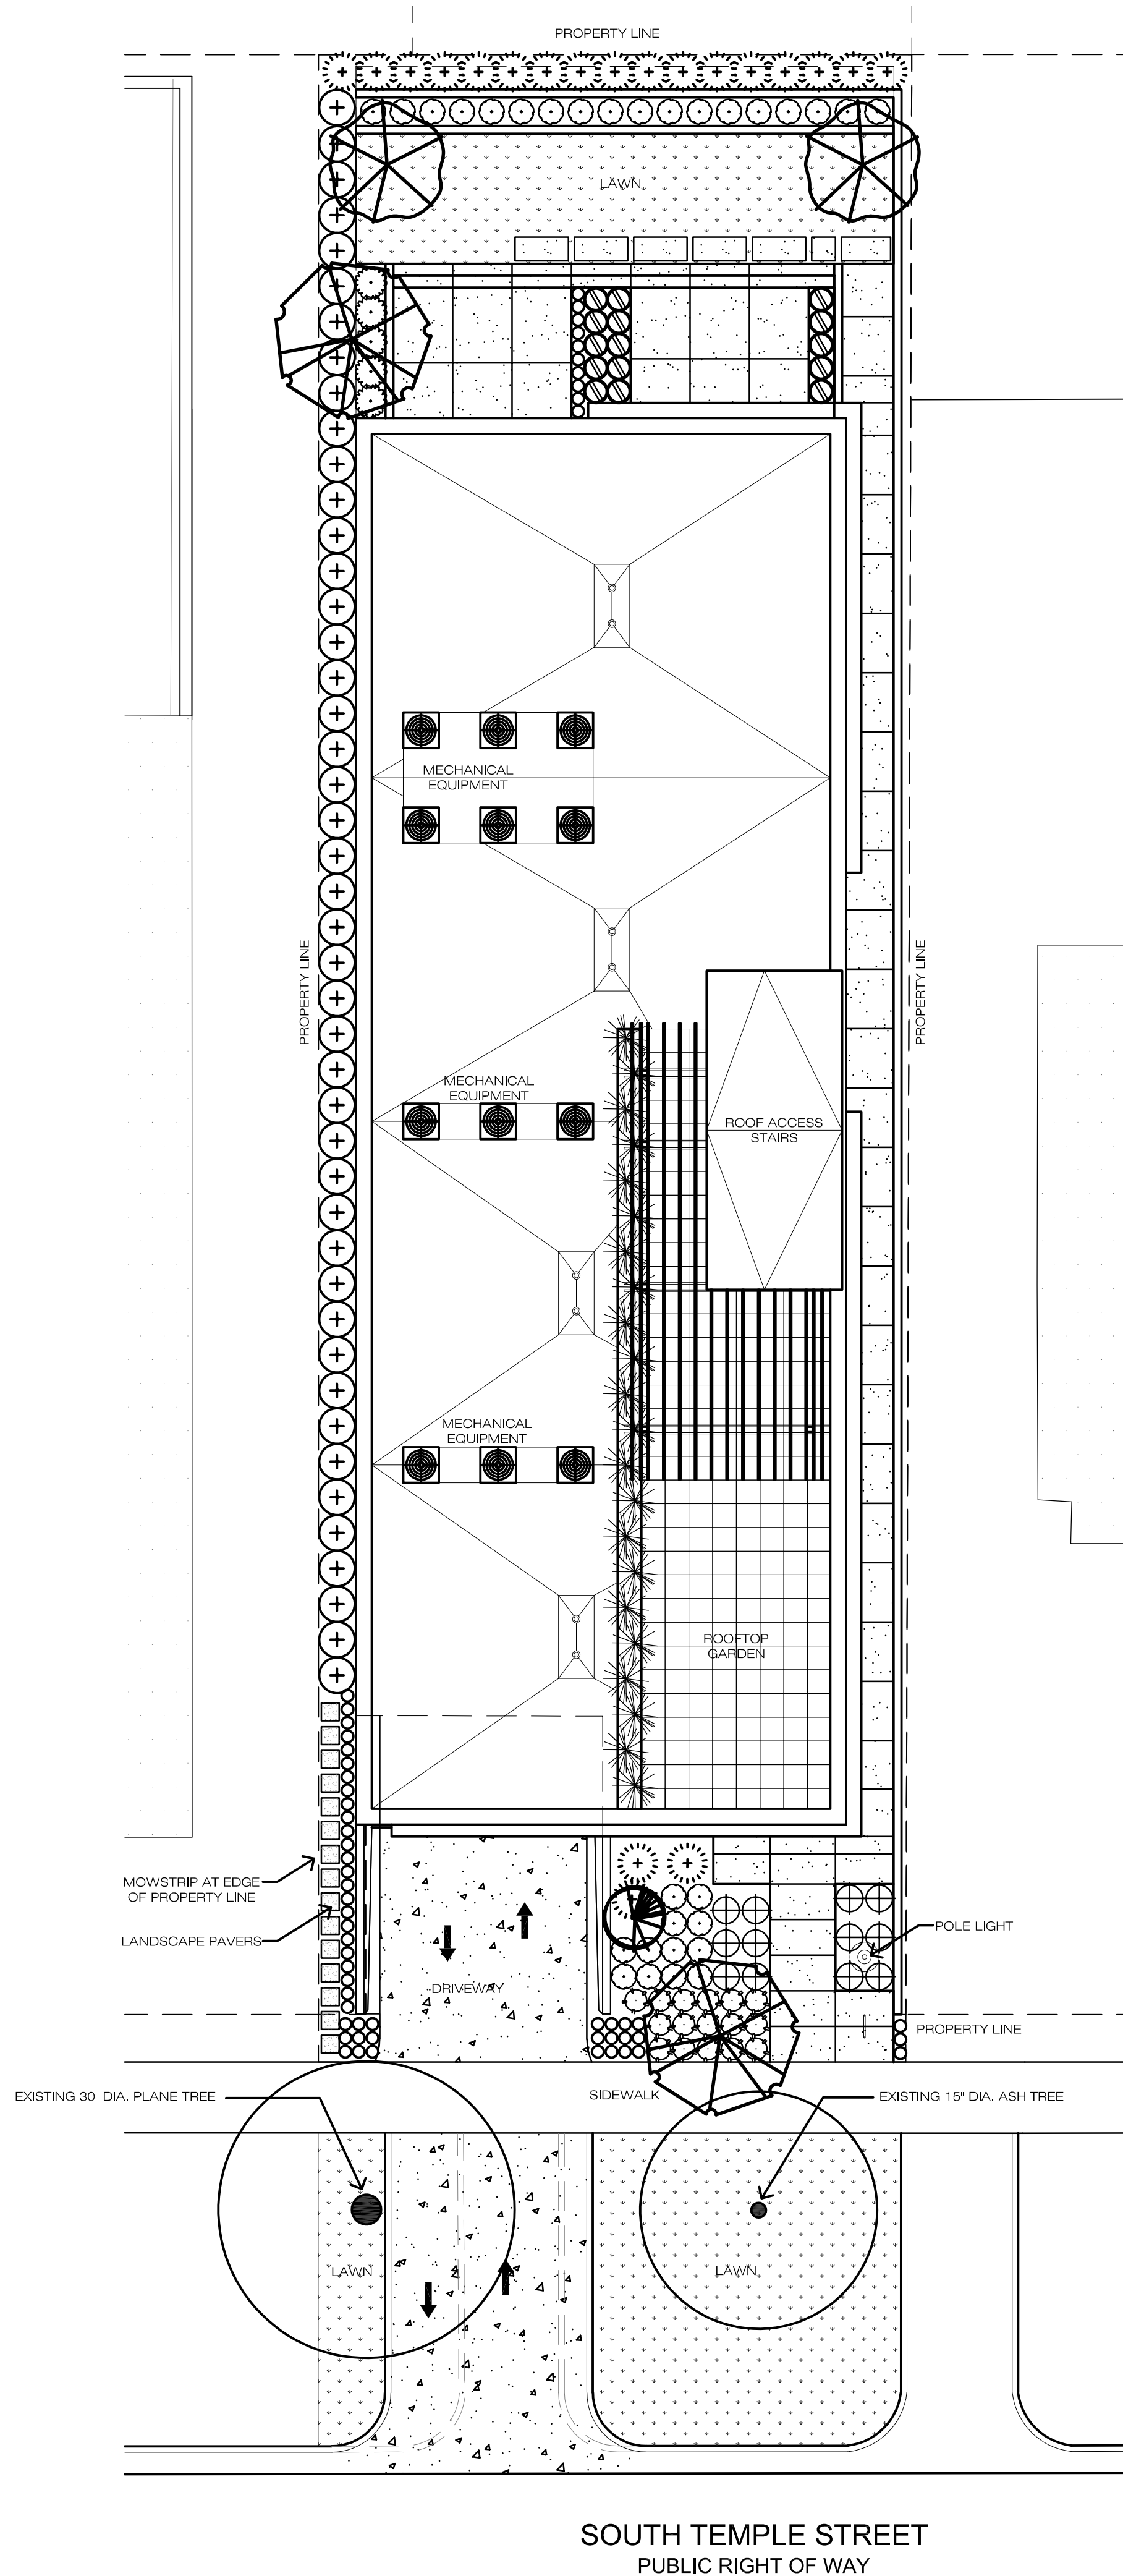 PROPERTY LINE
LAWN
MECHANICAL
EQUIPMENT
PROPERTY LINE
PROPERTY LINE
MECHANICAL
EQUIPMENT
ROOF ACCESS
STAIRS
MECHANICAL
EQUIPMENT
ROOFTOP
GARDEN
MOWSTRIP AT EDGE
OF PROPERTY LINE
LANDSCAPE PAVERS
POLE LIGHT
DRIVEWAY
PROPERTY LINE
EXISTING 30" DIA. PLANE TREE
SIDEWALK
EXISTING 15" DIA. ASH TREE
LAWN
LAWN
SOUTH TEMPLE STREET
PUBLIC RIGHT OF WAY